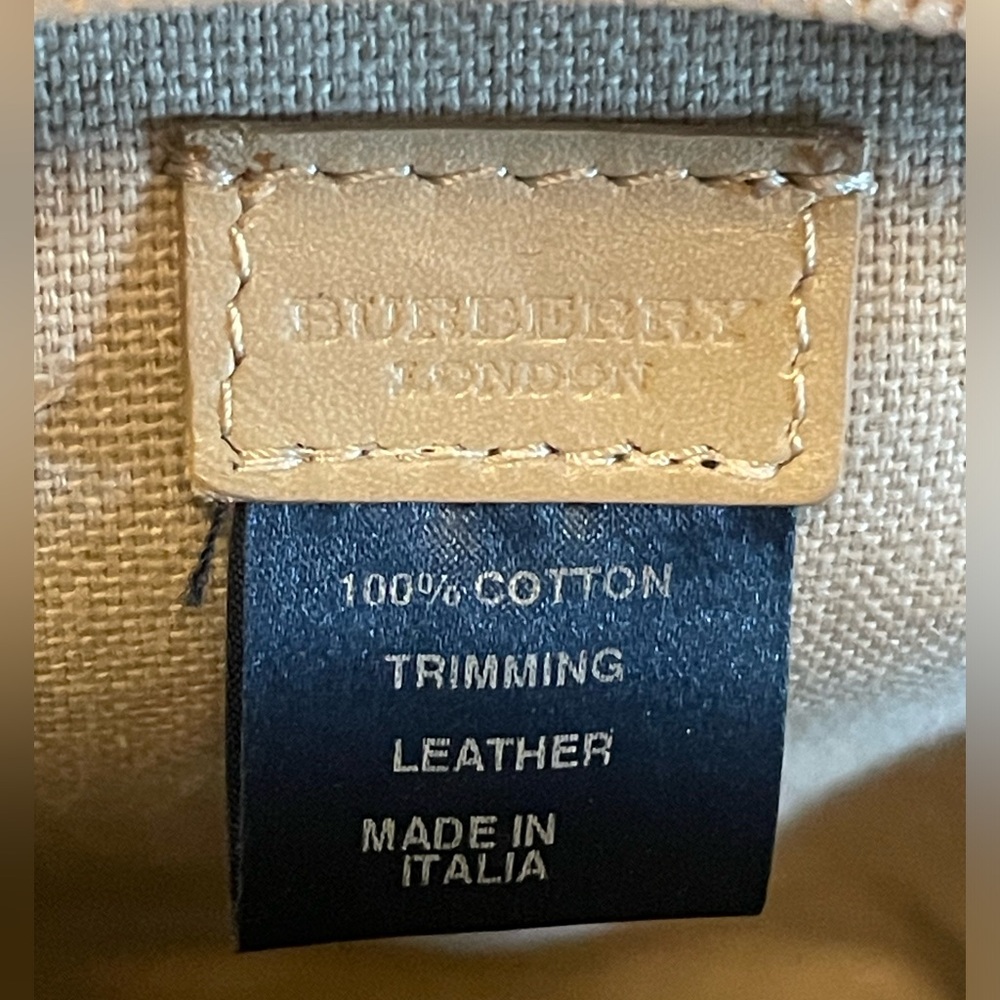 BURBERRY
LONDON
100% COTTON
TRIMMING
LEATHER
MADE IN
ITALIA